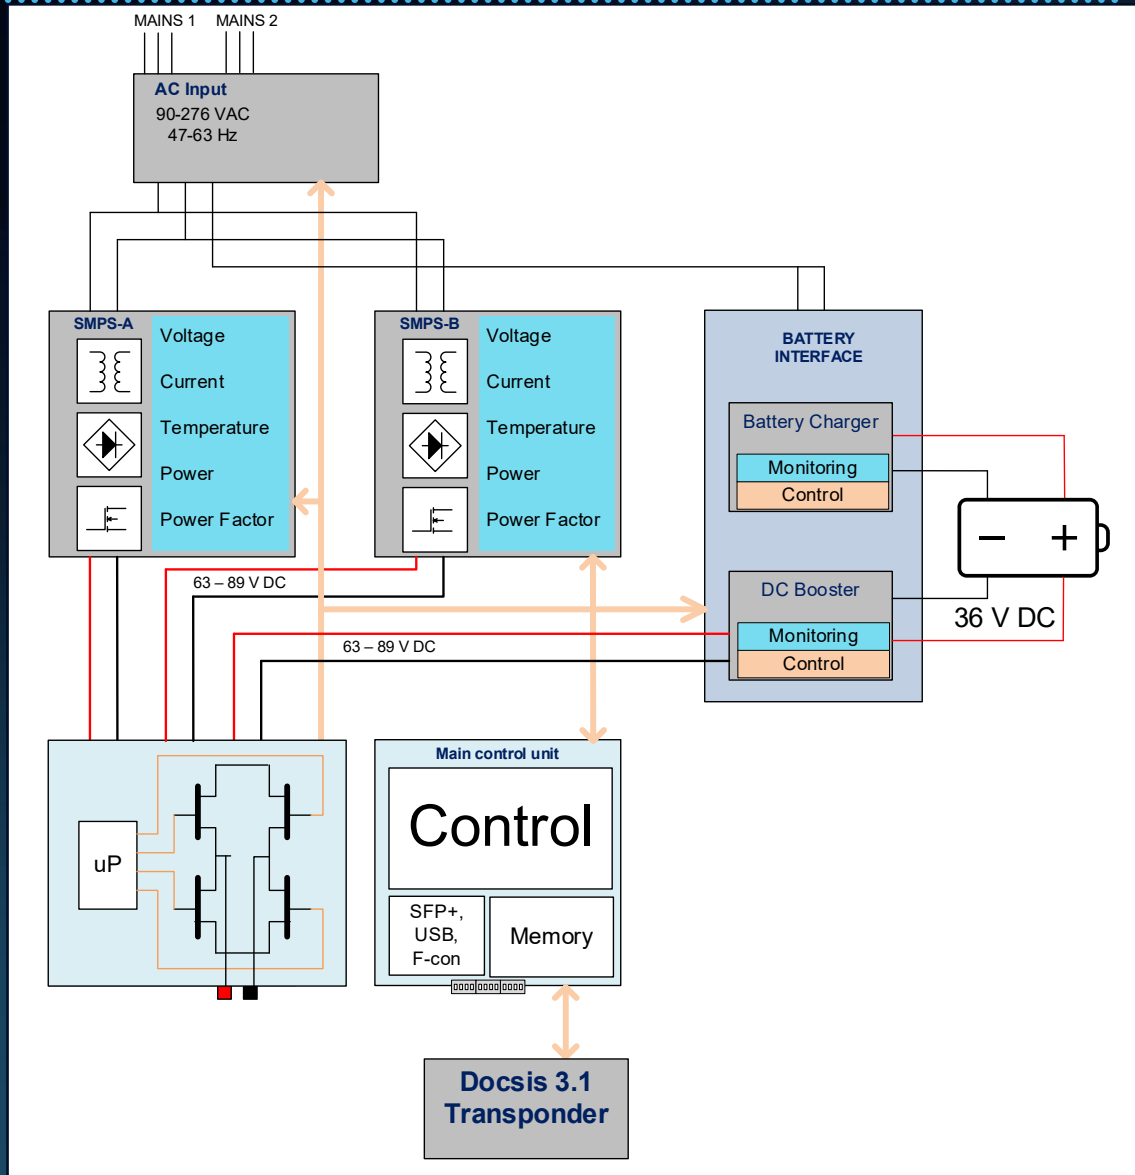 MAINS 1
MAINS 2
AC Input
90-276 VAC
47-63 Hz
SMPS-A
Voltage
Current
Temperature
Power
Power Factor
SMPS-B
Voltage
Current
Temperature
Power
Power Factor
BATTERY
INTERFACE
Battery Charger
Monitoring
Control
DC Booster
Monitoring
Control
− +
36 V DC
63 – 89 V DC
63 – 89 V DC
uP
Main control unit
Control
SFP+,
USB,
F-con
Memory
Docsis 3.1
Transponder